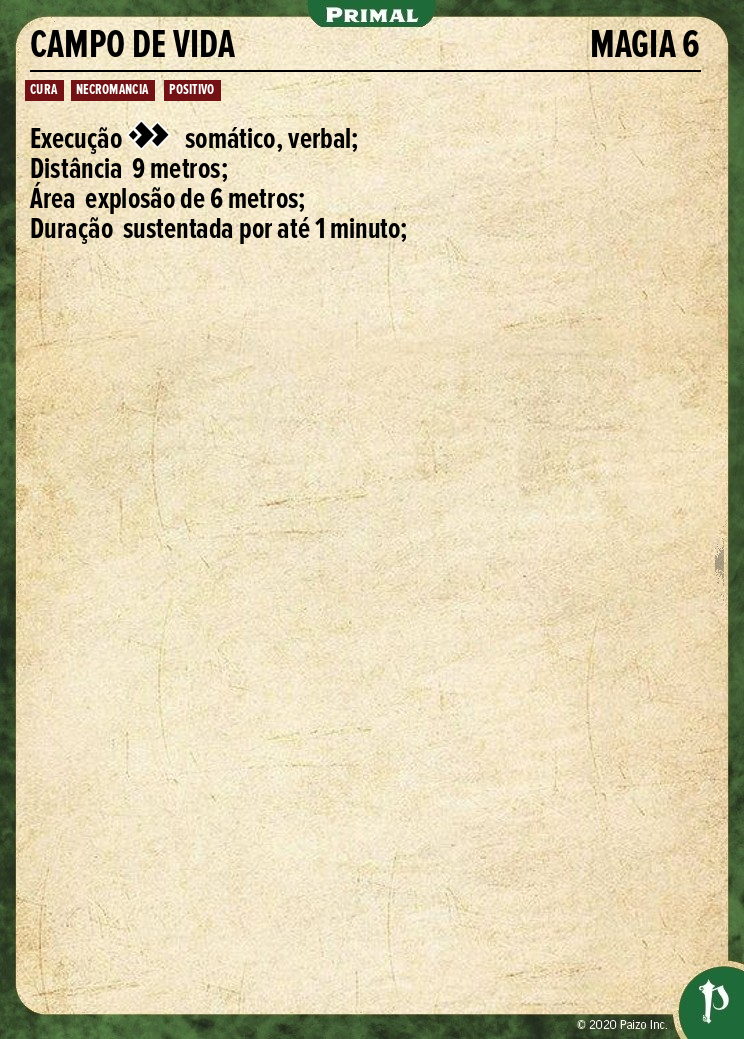 PRIMAL
CAMPO DE VIDA MAGIA 6
CURA NECROMANCIA POSITIVO
Execução somático, verbal;
Distância 9 metros;
Área explosão de 6 metros;
Duração sustentada por até 1 minuto;
© 2020 Paizo Inc.